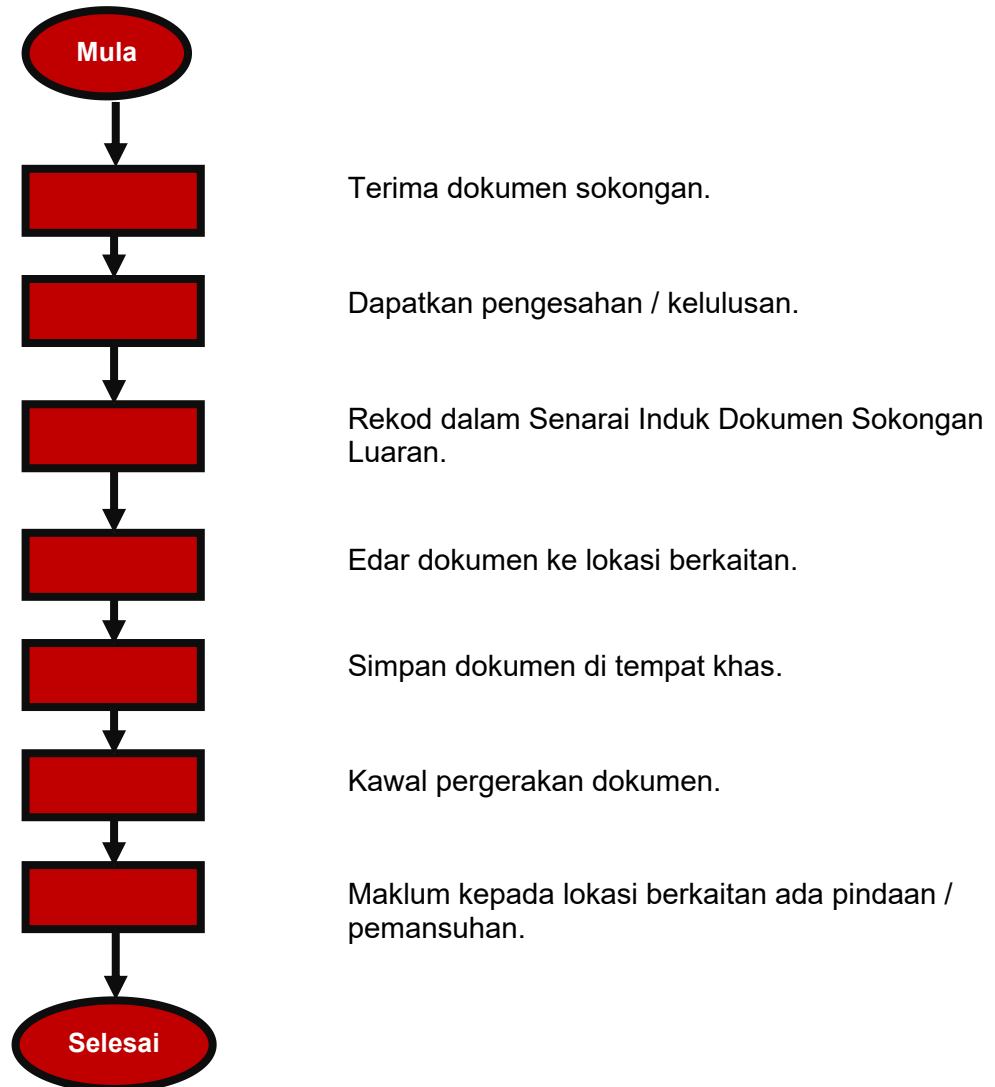 Mula
Terima dokumen sokongan.
Dapatkan pengesahan / kelulusan.
Rekod dalam Senarai Induk Dokumen Sokongan
Luaran.
Edar dokumen ke lokasi berkaitan.
Simpan dokumen di tempat khas.
Kawal pergerakan dokumen.
Maklum kepada lokasi berkaitan ada pindaan /
pemansuhan.
Selesai